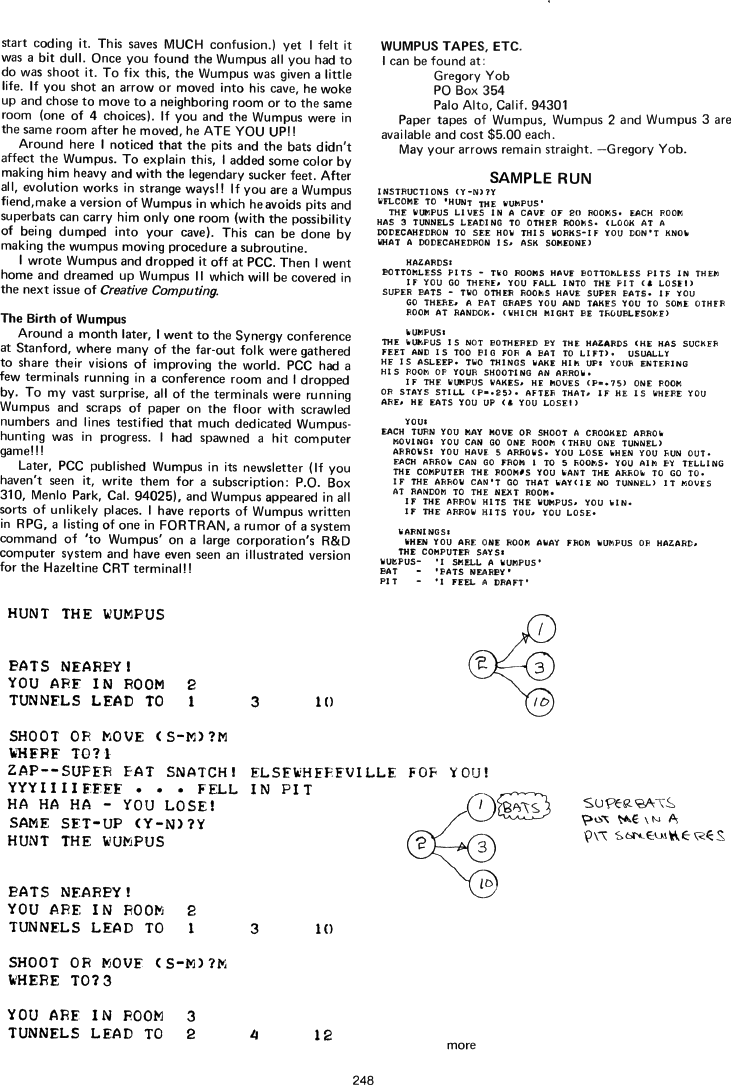 start coding it. This saves MUCH confusion.) yet I felt it
was a bit dull. Once you found the Wumpus all you had to
do was shoot it. To fix this, the Wumpus was given a little
life. If you shot an arrow or moved into his cave, he woke
up and chose to move to a neighboring room or to the same
room (one of 4 choices). If you and the Wumpus were in
the same room after he moved, he ATE YOU UP!!
Around here I noticed that the pits and the bats didn't
affect the Wumpus. To explain this, I added some color by
making him heavy and with the legendary sucker feet. After
all, evolution works in strange ways!! If you are a Wumpus
fiend,make a version of Wumpus in which he avoids pits and
superbats can carry him only one room (with the possibility
of being dumped into your cave). This can be done by
making the wumpus moving procedure a subroutine.
I wrote Wumpus and dropped it off at PCC. Then I went
home and dreamed up Wumpus II which will be covered in
the next issue of Creative Computing.
The Birth of Wumpus
Around a month later, I went to the Synergy conference
at Stanford, where many of the far-out folk were gathered
to share their visions of improving the world. PCC had a
few terminals running in a conference room and I dropped
by. To my vast surprise, all of the terminals were running
Wumpus and scraps of paper on the floor with scrawled
numbers and lines testified that much dedicated Wumpus-
hunting was in progress. I had spawned a hit computer
game!!!
Later, PCC published Wumpus in its newsletter (If you
haven't seen it, write them for a subscription: P.O. Box
310, Menlo Park, Cal. 94025), and Wumpus appeared in all
sorts of unlikely places. I have reports of Wumpus written
in RPG, a listing of one in FORTRAN, a rumor of a system
command of 'to Wumpus' on a large corporation's R&D
computer system and have even seen an illustrated version
for the Hazeltine CRT terminal!!
WUMPUS TAPES, ETC.
I can be found at:
Gregory Yob
PO Box 354
Palo Alto, Calif. 94301
Paper tapes of Wumpus, Wumpus 2 and Wumpus 3 are
available and cost $5.00 each.
May your arrows remain straight. —Gregory Yob.
SAMPLE RUN
INSTRUCTIONS (Y-N)?Y
WELCOME TO 'HUNT THE WUMPUS'
THE WUMPUS LIVES IN A CAVE OF 20 ROOMS. EACH ROOM
HAS 3 TUNNELS LEADING TO OTHER ROOMS. (LOOK AT A
DODECAHEDRON TO SEE HOW THIS WORKS-IF YOU DON'T KNOW
WHAT A DODECAHEDRON IS, ASK SOMEONE)
HAZARDS:
BOTTOMLESS PITS - TWO ROOMS HAVE BOTTOMLESS PITS IN THEM
IF YOU GO THERE, YOU FALL INTO THE PIT (& LOSE!)
SUPER BATS - TWO OTHER ROOMS HAVE SUPER BATS. IF YOU
GO THERE, A BAT GRABS YOU AND TAKES YOU TO SOME OTHER
ROOM AT RANDOM. (WHICH MIGHT BE TROUBLESOME)
WUMPUS:
THE WUMPUS IS NOT BOTHERED BY THE HAZARDS (HE HAS SUCKER
FEET AND IS TOO BIG FOR A BAT TO LIFT). USUALLY
HE IS ASLEEP. TWO THINGS WAKE HIM UP: YOUR ENTERING
HIS ROOM OR YOUR SHOOTING AN ARROW.
IF THE WUMPUS WAKES, HE MOVES (P=.75) ONE ROOM
OR STAYS STILL (P=.25). AFTER THAT, IF HE IS WHERE YOU
ARE, HE EATS YOU UP (& YOU LOSE!)
YOU:
EACH TURN YOU MAY MOVE OR SHOOT A CROOKED ARROW
MOVING: YOU CAN GO ONE ROOM (THRU ONE TUNNEL)
ARROWS: YOU HAVE 5 ARROWS. YOU LOSE WHEN YOU RUN OUT.
EACH ARROW CAN GO FROM 1 TO 5 ROOMS. YOU AIM BY TELLING
THE COMPUTER THE ROOM#S YOU WANT THE ARROW TO GO TO.
IF THE ARROW CAN'T GO THAT WAY(IE NO TUNNEL) IT MOVES
AT RANDOM TO THE NEXT ROOM.
IF THE ARROW HITS THE WUMPUS, YOU WIN.
IF THE ARROW HITS YOU, YOU LOSE.
WARNINGS:
WHEN YOU ARE ONE ROOM AWAY FROM WUMPUS OR HAZARD,
THE COMPUTER SAYS:
WUMPUS- 'I SMELL A WUMPUS'
BAT - 'BATS NEARBY'
PIT - 'I FEEL A DRAFT'
HUNT THE WUMPUS
BATS NEARBY!
YOU ARE IN ROOM 2
TUNNELS LEAD TO 1 3 10
SHOOT OR MOVE (S-M)?M
WHERE TO?1
ZAP--SUPER BAT SNATCH! ELSEWHEREVILLE FOR YOU!
YYYIIIIEEEE . . . FELL IN PIT
HA HA HA - YOU LOSE!
SAME SET-UP (Y-N)?Y
HUNT THE WUMPUS
BATS NEARBY!
YOU ARE IN ROOM 2
TUNNELS LEAD TO 1 3 10
SHOOT OR MOVE (S-M)?M
WHERE TO?3
YOU ARE IN ROOM 3
TUNNELS LEAD TO 2 4 12
1
2 3
10
1 BATS
2 3
10
SUPERBATS
PUT ME IN A
PIT SOMEWHERES
more
248